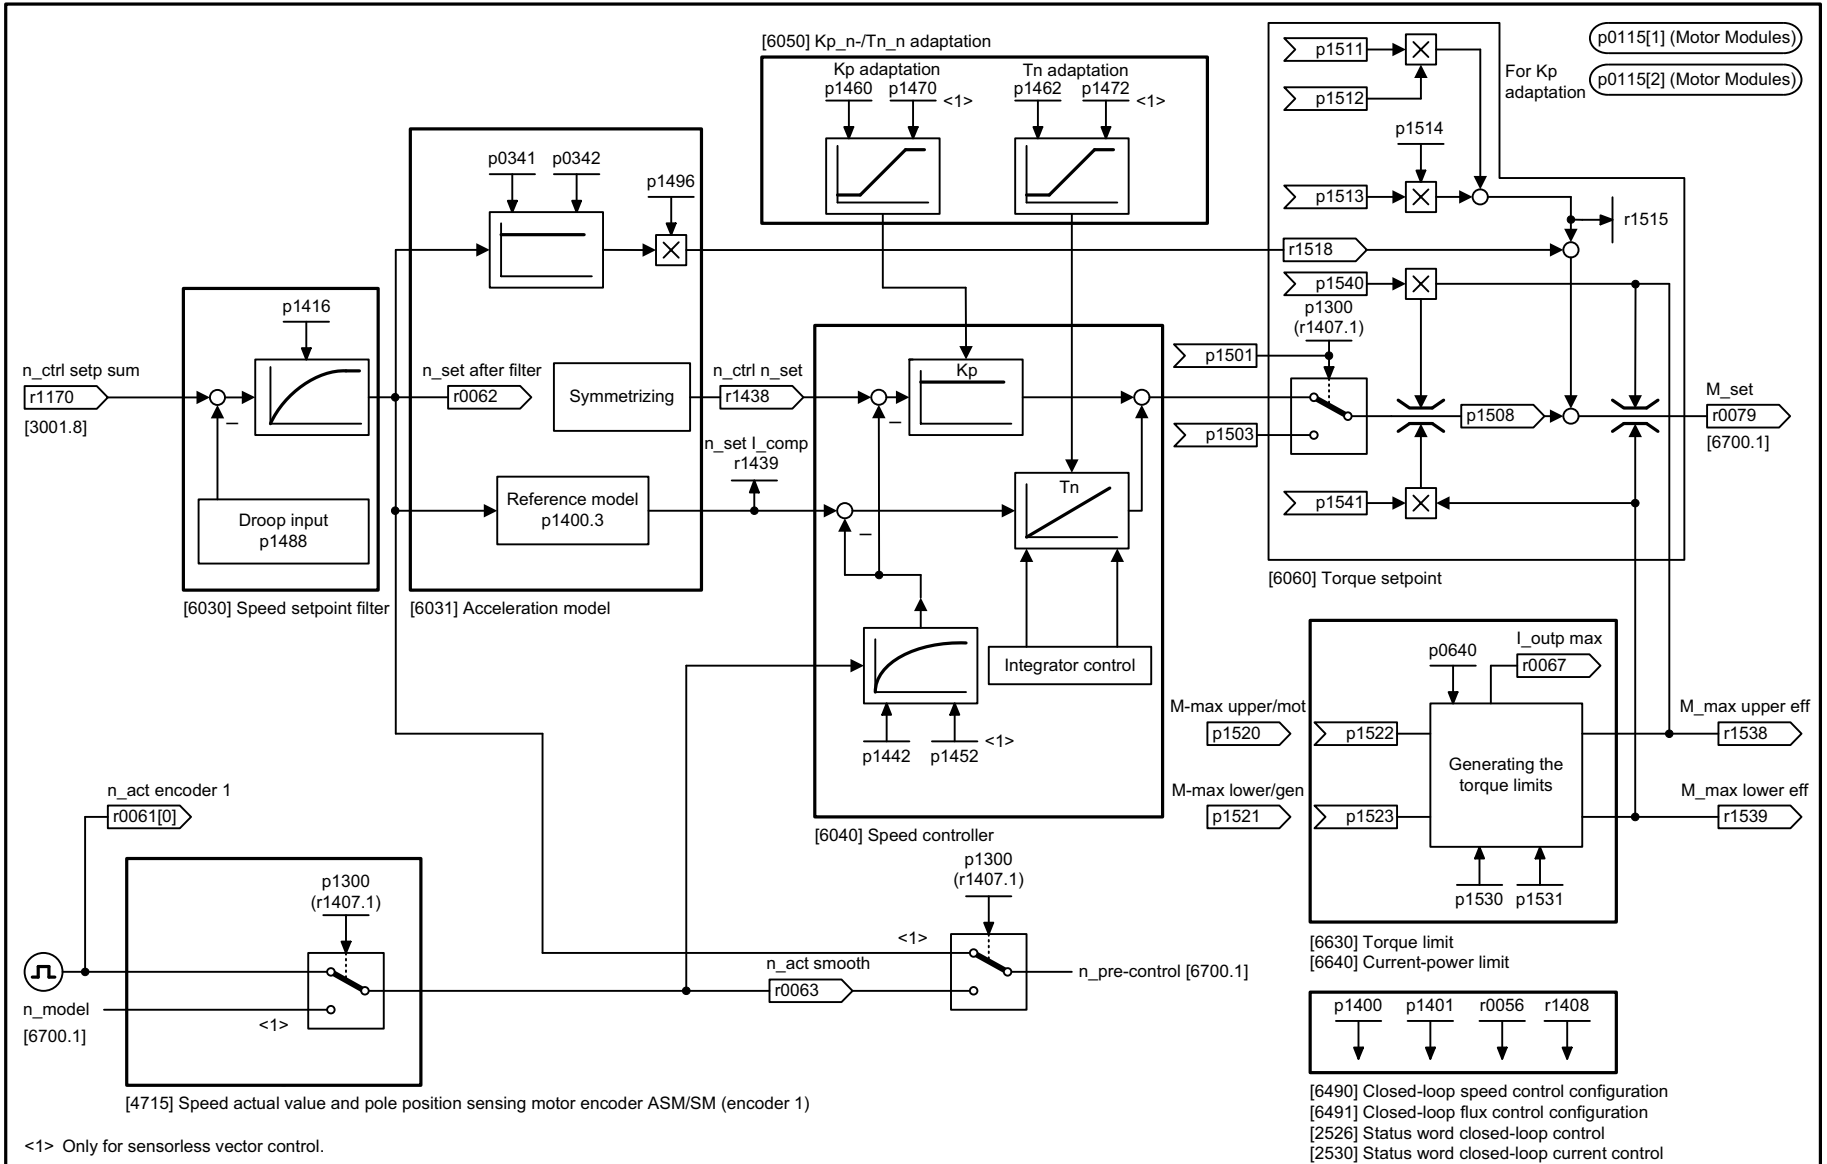 [6050] Kp_n-/Tn_n adaptation
Kp adaptation
p1460
p1470
<1>
Tn adaptation
p1462
p1472
<1>
p1511
p1512
For Kp
adaptation
p0115[1] (Motor Modules)
p0115[2] (Motor Modules)
p1514
p1513
r1515
p0341
p0342
p1496
r1518
p1540
p1300
(r1407.1)
p1501
p1503
p1541
p1508
M_set
r0079
[6700.1]
[6060] Torque setpoint
n_ctrl setp sum
r1170
[3001.8]
p1416
–
Droop input
p1488
[6030] Speed setpoint filter
n_set after filter
r0062
Symmetrizing
n_ctrl n_set
r1438
n_set I_comp
r1439
Reference model
p1400.3
[6031] Acceleration model
Kp
–
Tn
–
Integrator control
p1442
p1452
<1>
[6040] Speed controller
M-max upper/mot
p1520
M-max lower/gen
p1521
p0640
I_outp max
r0067
p1522
p1523
Generating the
torque limits
p1530
p1531
M_max upper eff
r1538
M_max lower eff
r1539
[6630] Torque limit
[6640] Current-power limit
n_act encoder 1
r0061[0]
p1300
(r1407.1)
n_model
[6700.1]
<1>
[4715] Speed actual value and pole position sensing motor encoder ASM/SM (encoder 1)
n_act smooth
r0063
p1300
(r1407.1)
<1>
n_pre-control [6700.1]
p1400
p1401
r0056
r1408
[6490] Closed-loop speed control configuration
[6491] Closed-loop flux control configuration
[2526] Status word closed-loop control
[2530] Status word closed-loop current control
<1> Only for sensorless vector control.